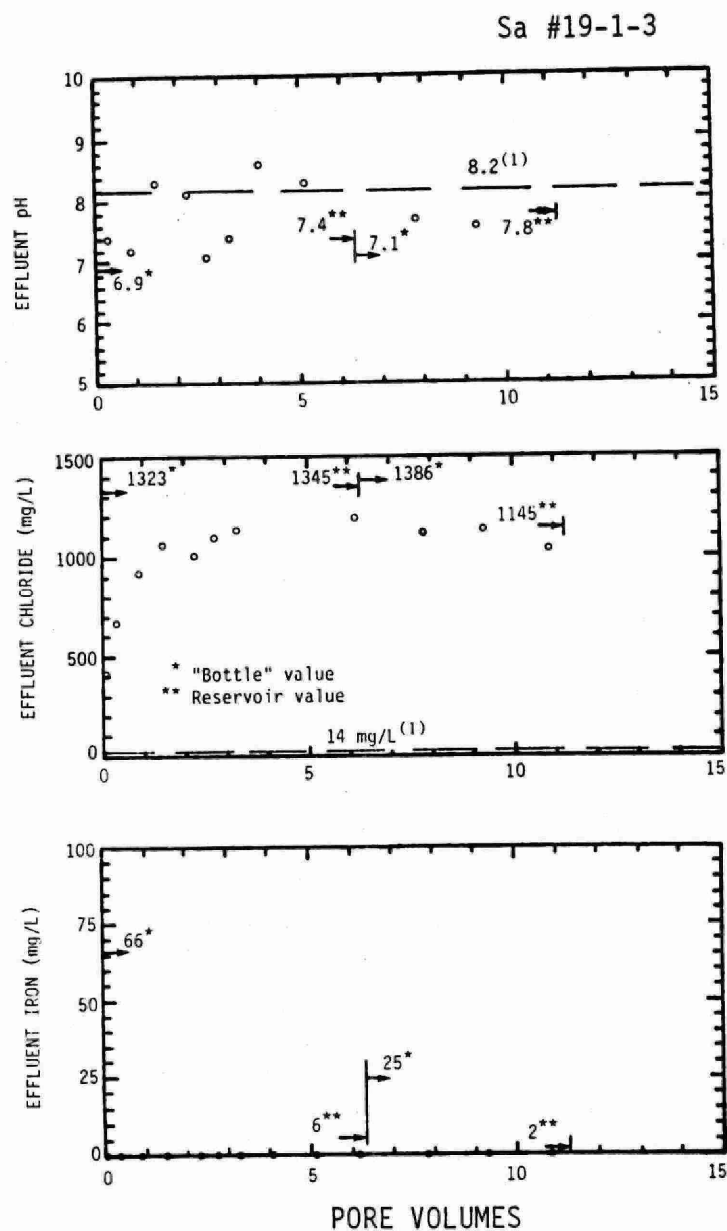 Sa #19-1-3
10
9
8
7
6
5
EFFLUENT pH
8.2(1)
7.4**
7.1*
7.8**
6.9*
0 5 10 15
1500
1000
500
0
EFFLUENT CHLORIDE (mg/L)
1323*
1345**
1386*
1145**
* "Bottle" value
** Reservoir value
14 mg/L(1)
0 5 10 15
100
75
50
25
0
EFFLUENT IRON (mg/L)
66*
25*
6**
2**
0 5 10 15
PORE VOLUMES